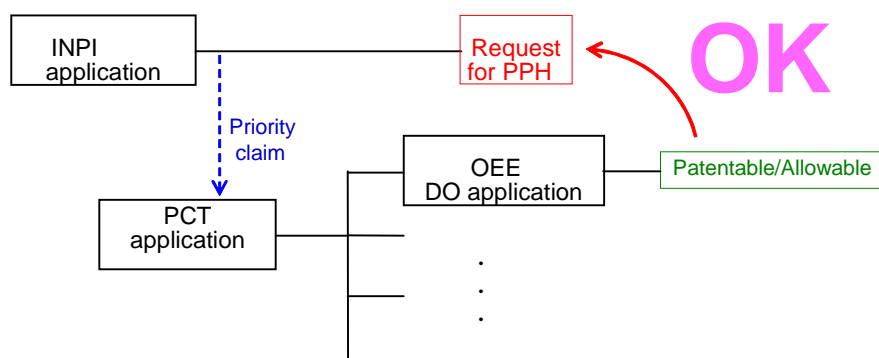 INPI
application
Request
for PPH
OK
Priority
claim
OEE
DO application
Patentable/Allowable
PCT
application
.
.
.